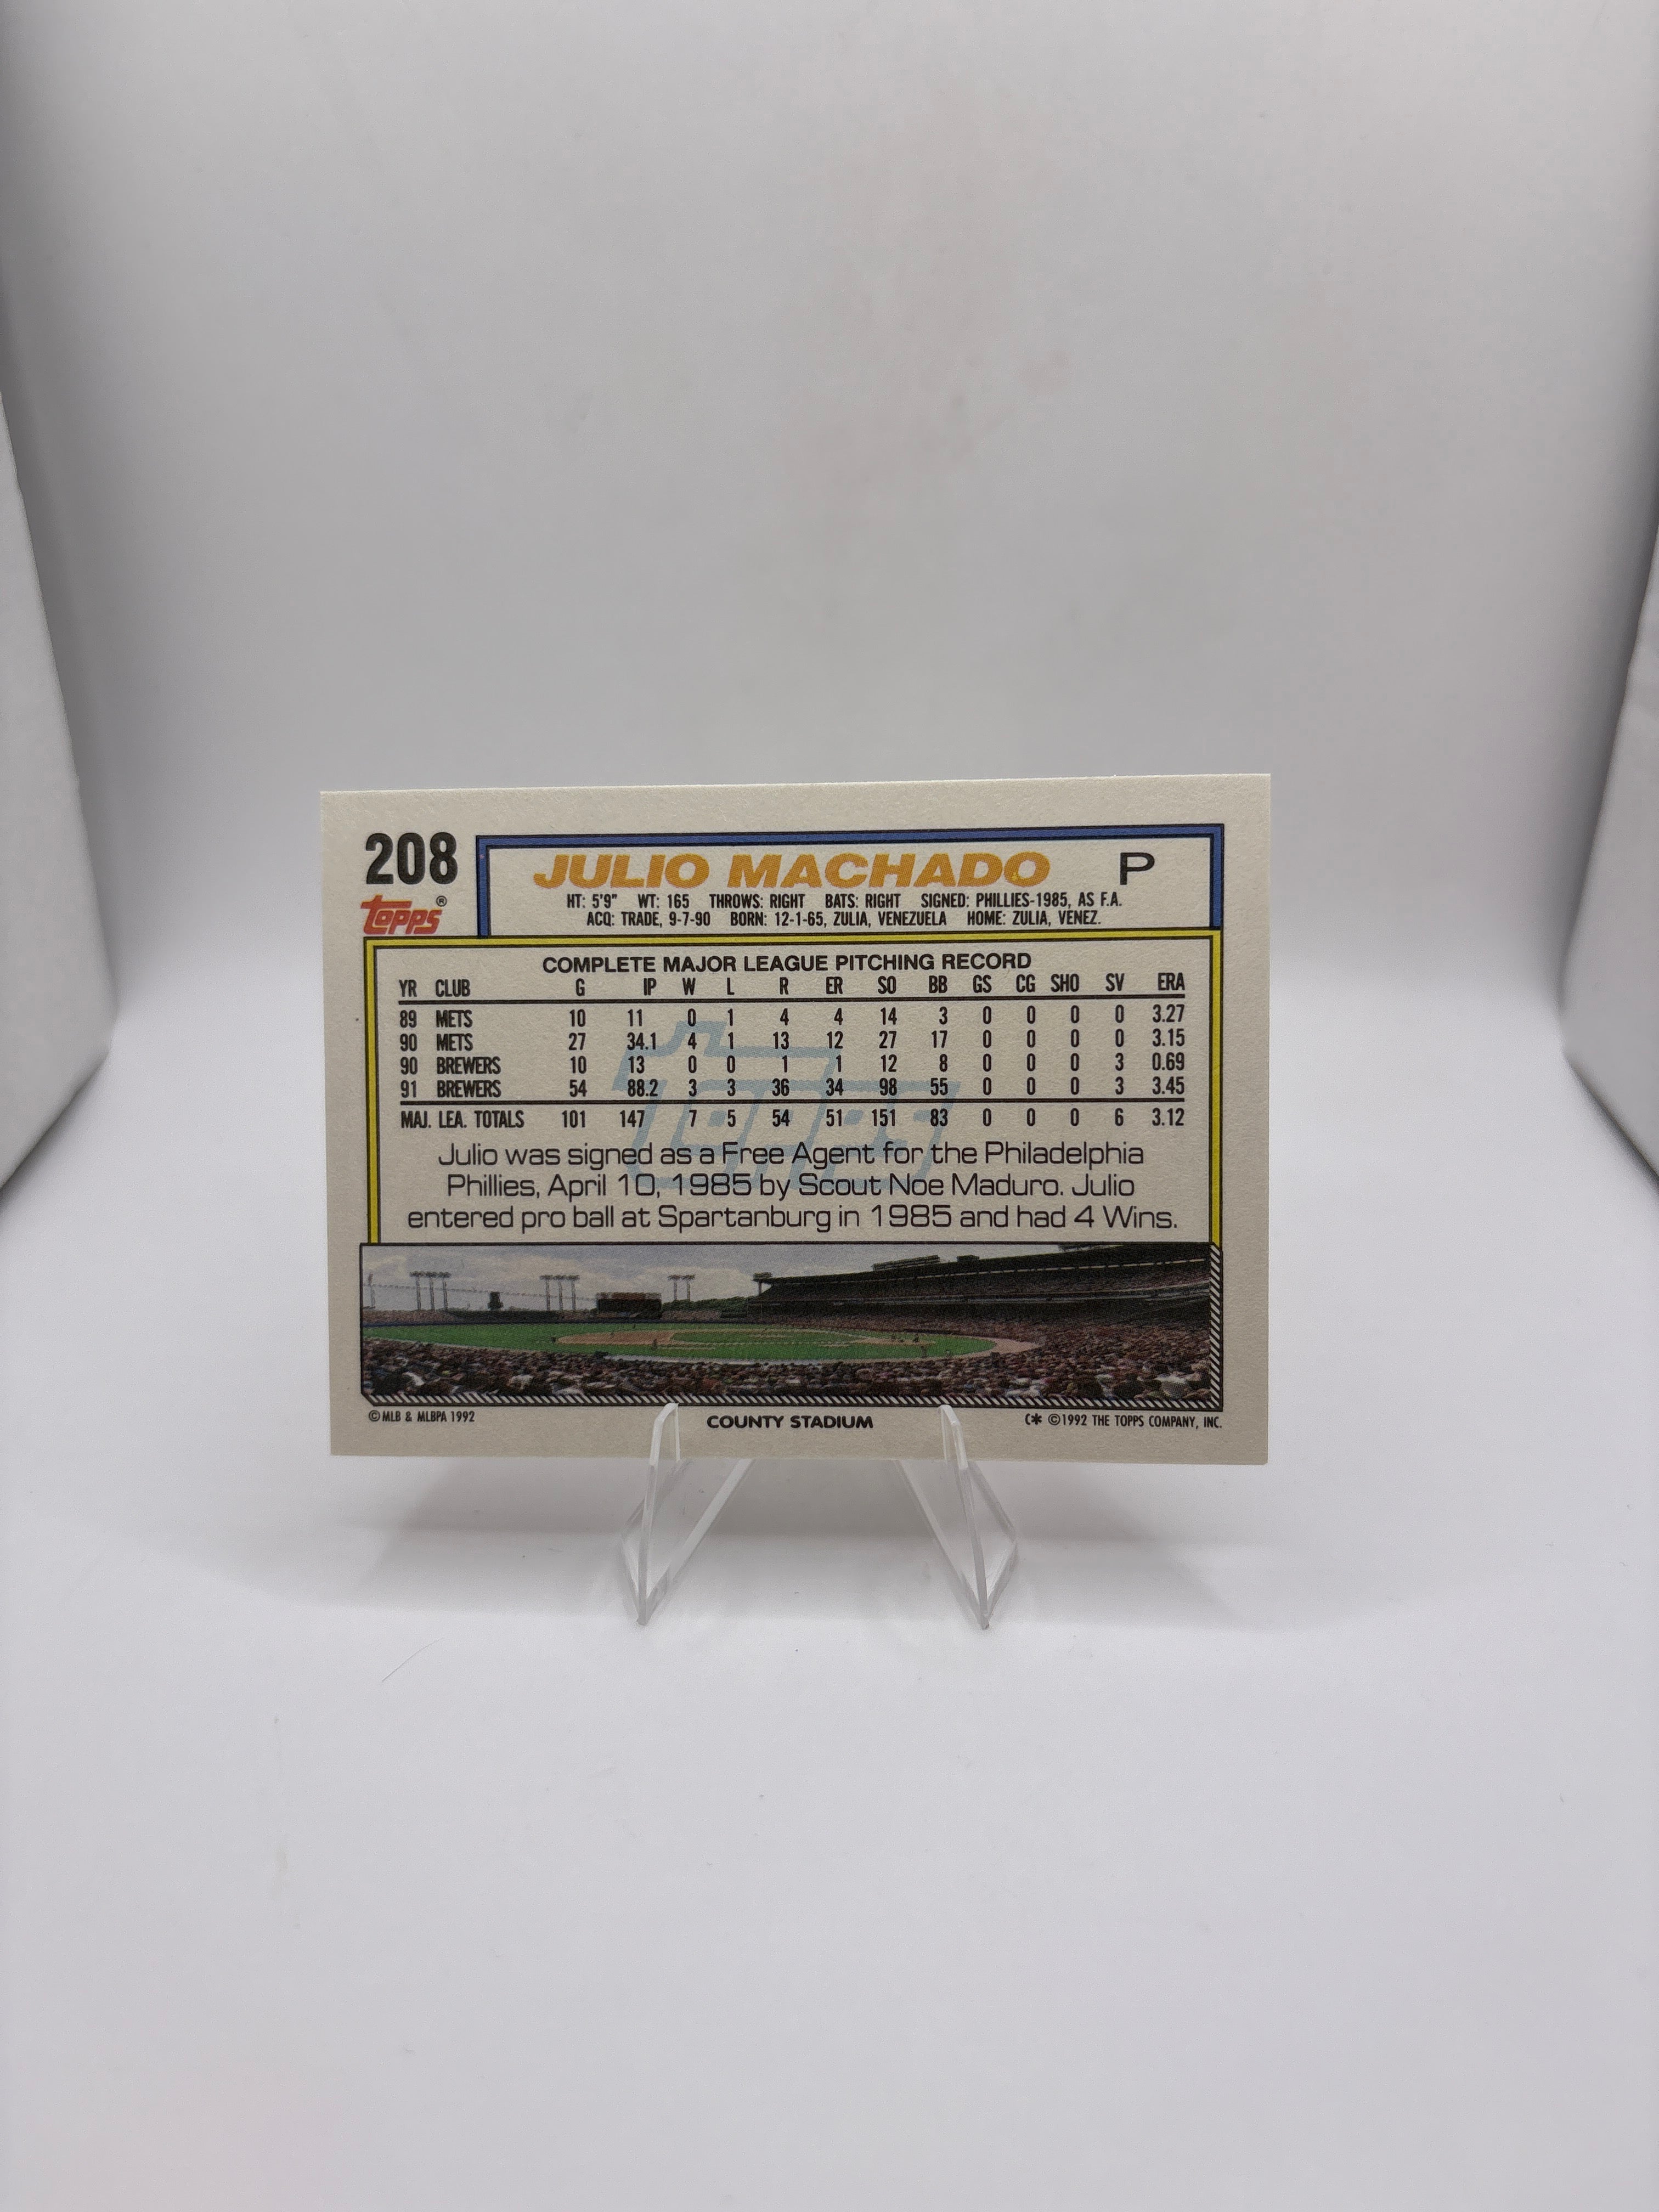 208
JULIO MACHADO P
topps®
HT: 5'9" WT: 165 THROWS: RIGHT BATS: RIGHT SIGNED: PHILLIES-1985, AS F.A.
ACQ: TRADE, 9-7-90 BORN: 12-1-65, ZULIA, VENEZUELA HOME: ZULIA, VENEZ.
COMPLETE MAJOR LEAGUE PITCHING RECORD
YR CLUB G IP W L R ER SO BB GS CG SHO SV ERA
89 METS 10 11 0 1 4 4 14 3 0 0 0 0 3.27
90 METS 27 34.1 4 1 13 12 27 17 0 0 0 0 3.15
90 BREWERS 10 13 0 0 1 1 12 8 0 0 0 3 0.69
91 BREWERS 54 88.2 3 3 36 34 98 55 0 0 0 3 3.45
MAJ. LEA. TOTALS 101 147 7 5 54 51 151 83 0 0 0 6 3.12
topps
Julio was signed as a Free Agent for the Philadelphia
Phillies, April 10, 1985 by Scout Noe Maduro. Julio
entered pro ball at Spartanburg in 1985 and had 4 Wins.
©MLB & MLBPA 1992 COUNTY STADIUM C* ©1992 THE TOPPS COMPANY, INC.